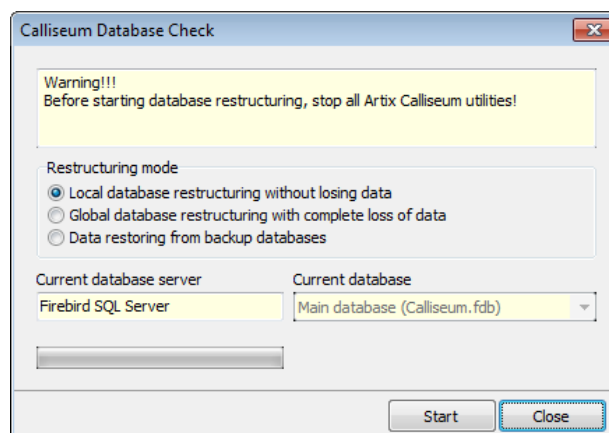 Calliseum Database Check
Warning!!!
Before starting database restructuring, stop all Artix Calliseum utilities!
Restructuring mode
Local database restructuring without losing data
Global database restructuring with complete loss of data
Data restoring from backup databases
Current database server
Current database
Firebird SQL Server
Main database (Calliseum.fdb)
Start
Close